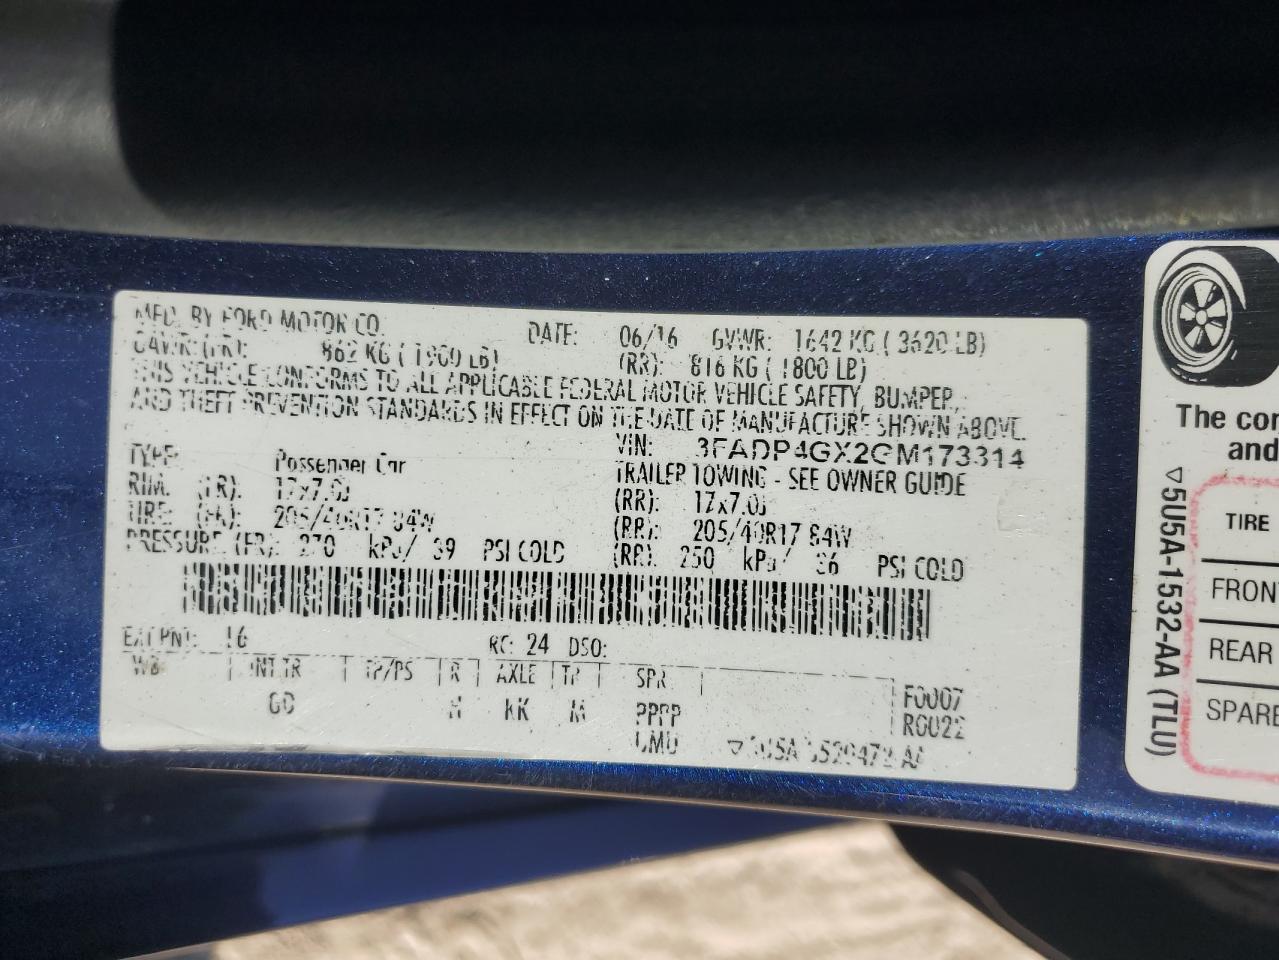 MFD. BY FORD MOTOR CO.
DATE: 06/16 GVWR: 1642 KG ( 3620 LB)
GAWR: (FR): 862 KG ( 1900 LB) (RR): 816 KG ( 1800 LB)
THIS VEHICLE CONFORMS TO ALL APPLICABLE FEDERAL MOTOR VEHICLE SAFETY, BUMPER,
AND THEFT PREVENTION STANDARDS IN EFFECT ON THE DATE OF MANUFACTURE SHOWN ABOVE.
VIN: 3FADP4GX2GM173314
TYPE: Passenger Car TRAILER TOWING - SEE OWNER GUIDE
RIM: (FR): 17x7.0J (RR): 17x7.0J
TIRE: (FR): 205/40R17 84W (RR): 205/40R17 84W
PRESSURE: (FR): 270 kPa/ 39 PSI COLD (RR): 250 kPa/ 36 PSI COLD
EXT PNT: RC: 24 DSO:
WB INT TR TP/PS R AXLE TR SPR
KK M PPPP
F0007
R0022
The
and
▽5U5A-1532-AA (TLU)
TIRE
FRONT
REAR
SPARE